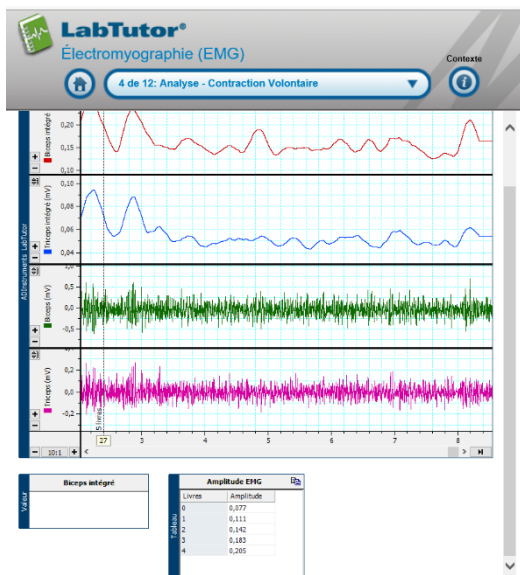 LabTutor®
Électromyographie (EMG)
Contexte
4 de 12: Analyse - Contraction Volontaire
ADInstruments LabTutor
Biceps intégré
0,20
0,15
0,10
Triceps intégré (mV)
0,10
0,08
0,06
0,04
Biceps (mV)
0,5
0,0
-0,5
Triceps (mV)
0,2
0,0
-0,2
5 livres
27
3
4
5
6
7
8
10:1
Valeur
Biceps intégré
Tableau
Amplitude EMG
Livres Amplitude
0 0,077
1 0,111
2 0,142
3 0,183
4 0,205